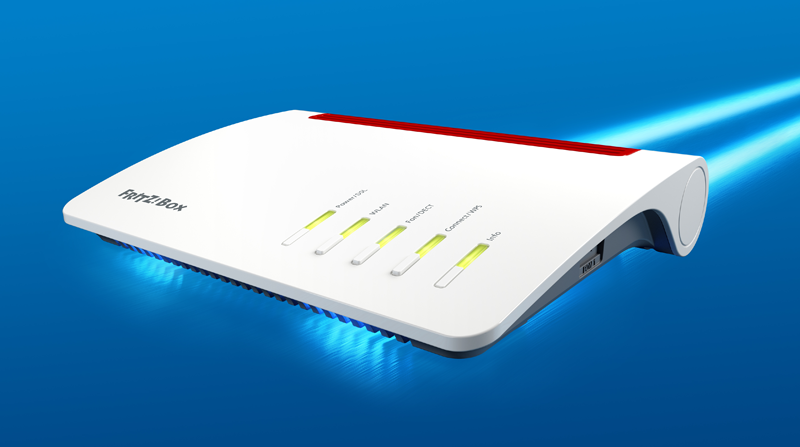 FRITZ!Box
Power/DSL
WLAN
Fon/DECT
Connect/WPS
Info